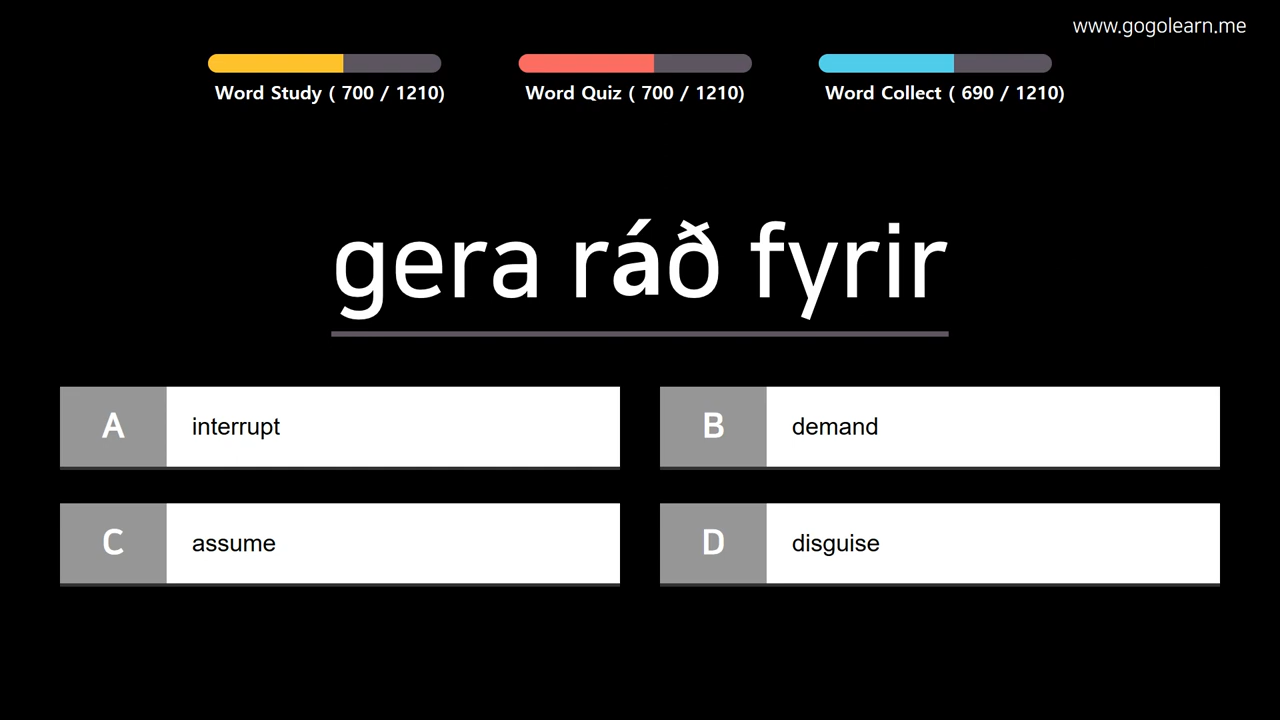 www.gogolearn.me
Word Study ( 700 / 1210)
Word Quiz ( 700 / 1210)
Word Collect ( 690 / 1210)
gera ráð fyrir
A interrupt
B demand
C assume
D disguise